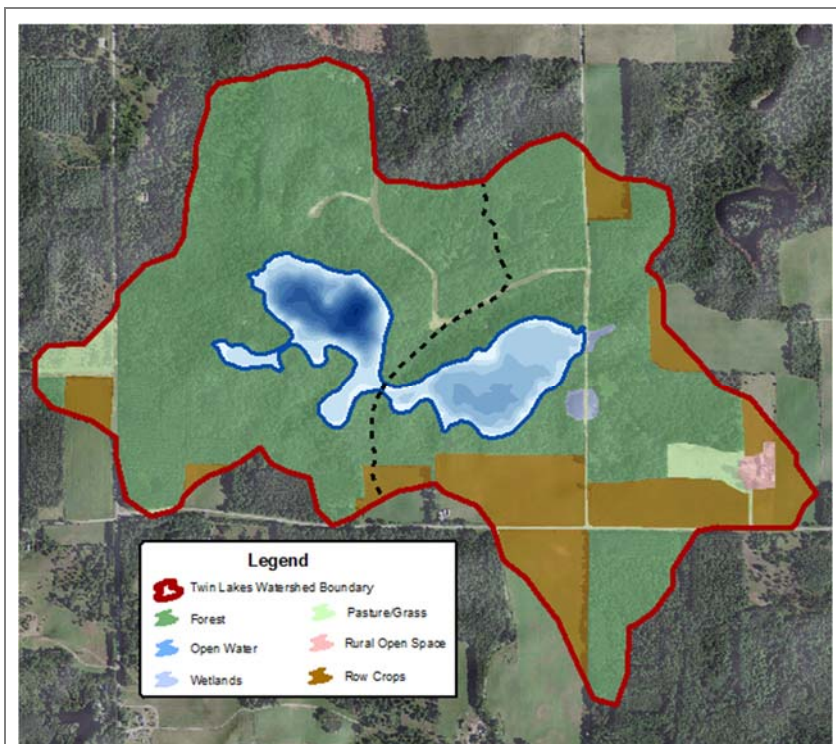 Legend
Twin Lakes Watershed Boundary
Forest
Pasture/Grass
Open Water
Rural Open Space
Wetlands
Row Crops